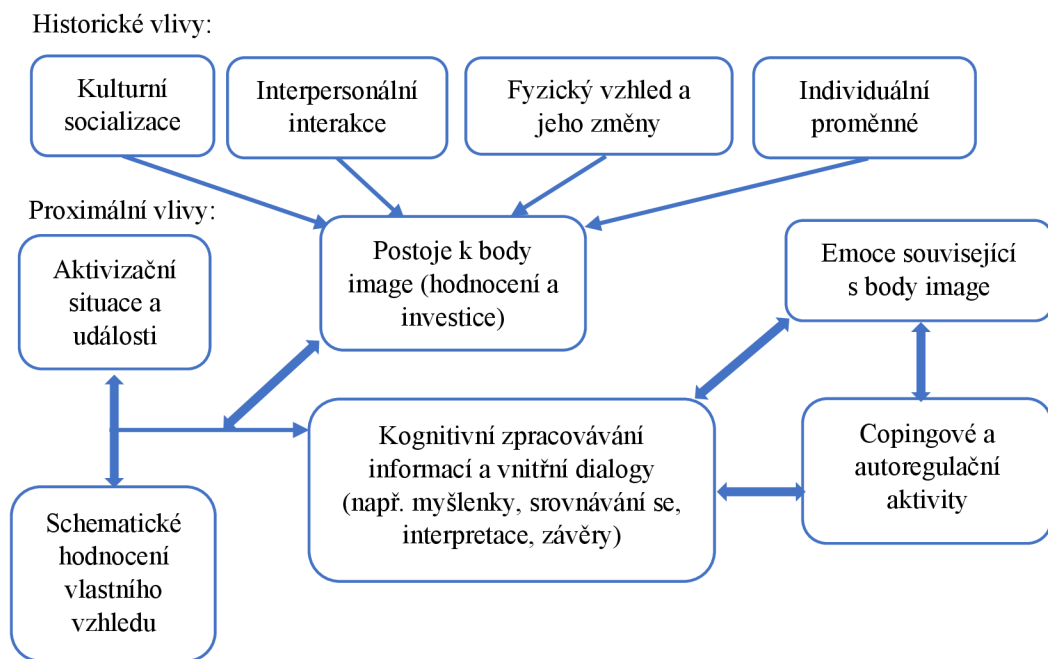 Historické vlivy:
Kulturní
socializace
Interpersonální
interakce
Fyzický vzhled a
jeho změny
Individuální
proměnné
Proximální vlivy:
Aktivizační
situace a
události
Postoje k body
image (hodnocení a
investice)
Emoce související
s body image
Kognitivní zpracovávání
informací a vnitřní dialogy
(např. myšlenky, srovnávání se,
interpretace, závěry)
Copingové a
autoregulační
aktivity
Schematické
hodnocení
vlastního
vzhledu